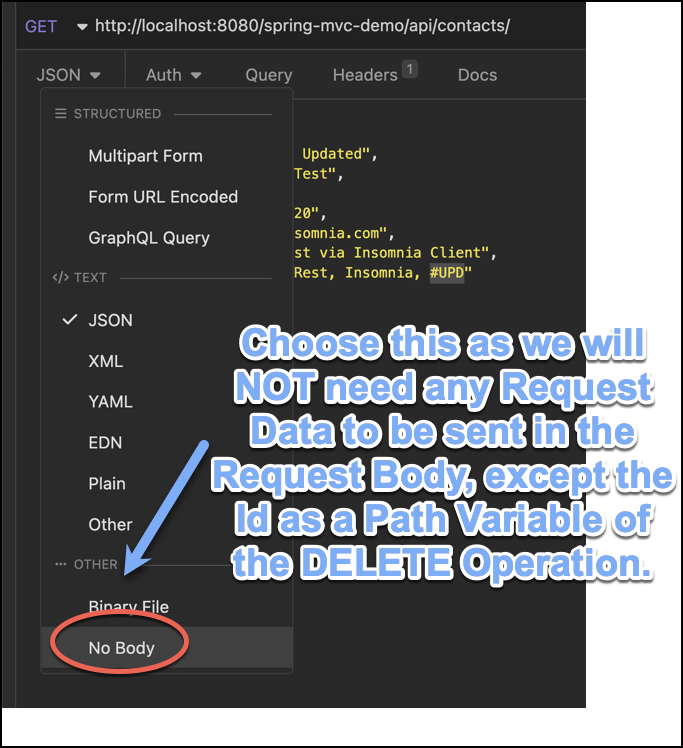 GET http://localhost:8080/spring-mvc-demo/api/contacts/
JSON Auth Query Headers 1 Docs
STRUCTURED
Multipart Form
Form URL Encoded
GraphQL Query
TEXT
JSON
XML
YAML
EDN
Plain
Other
OTHER
Binary File
No Body
Updated",
Test",
20",
somnia.com",
st via Insomnia Client",
Rest, Insomnia, #UPD"
Choose this as we will
NOT need any Request
Data to be sent in the
Request Body, except the
Id as a Path Variable of
the DELETE Operation.